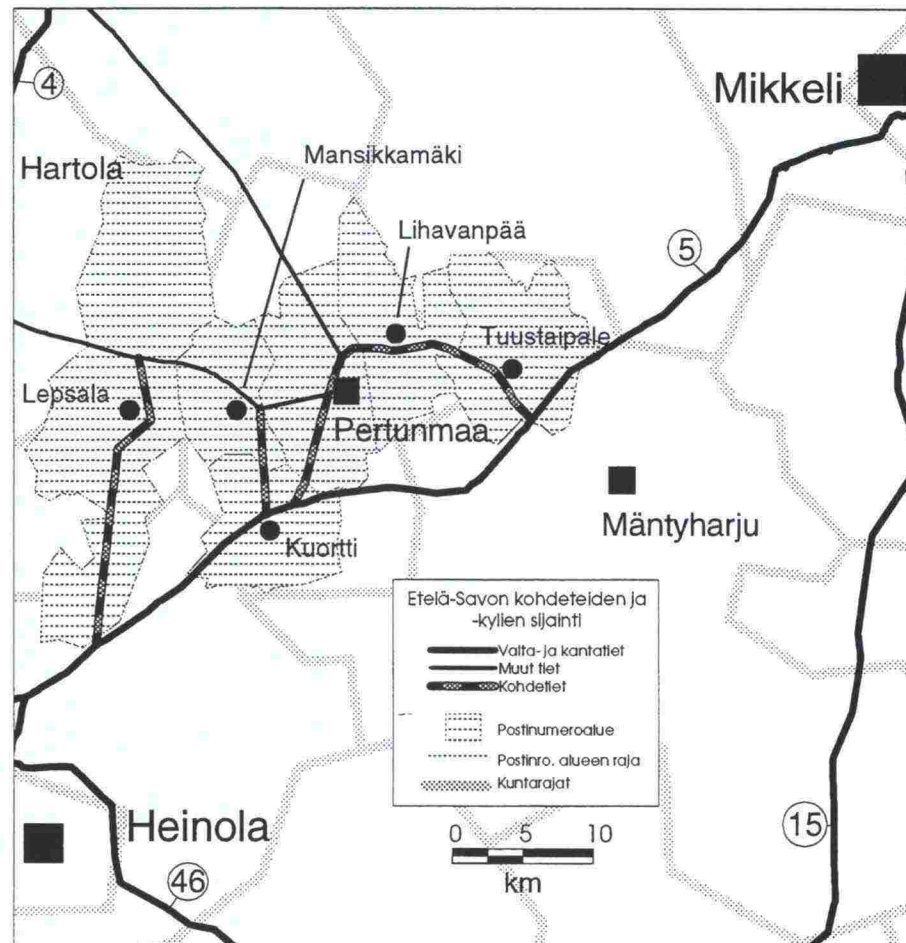 4
Mikkeli
Hartola
Mansikkamäki
Lihavanpää
5
Tuustaipale
Lepsala
Pertunmaa
Mäntyharju
Kuortti
Etelä-Savon kohdeteiden ja
-kylien sijainti
Valta- ja kantatiet
Muut tiet
Kohdetiet
Postinumeroalue
Postinro. alueen raja
Kuntarajat
Heinola
0 5 10
km
15
46